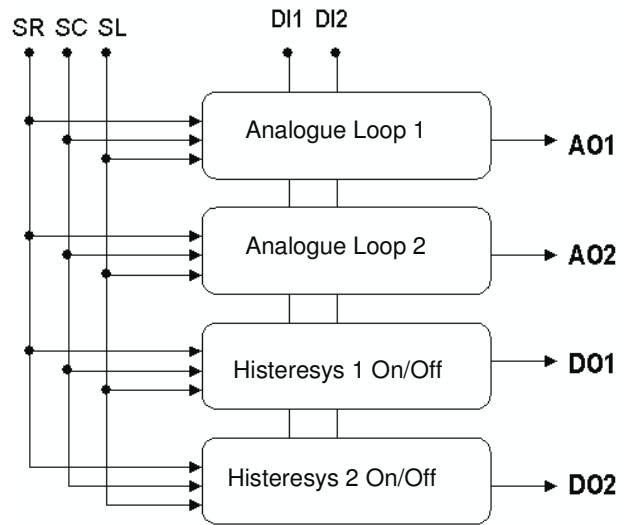 SR SC SL DI1 DI2
Analogue Loop 1
AO1
Analogue Loop 2
AO2
Histeresys 1 On/Off
DO1
Histeresys 2 On/Off
DO2